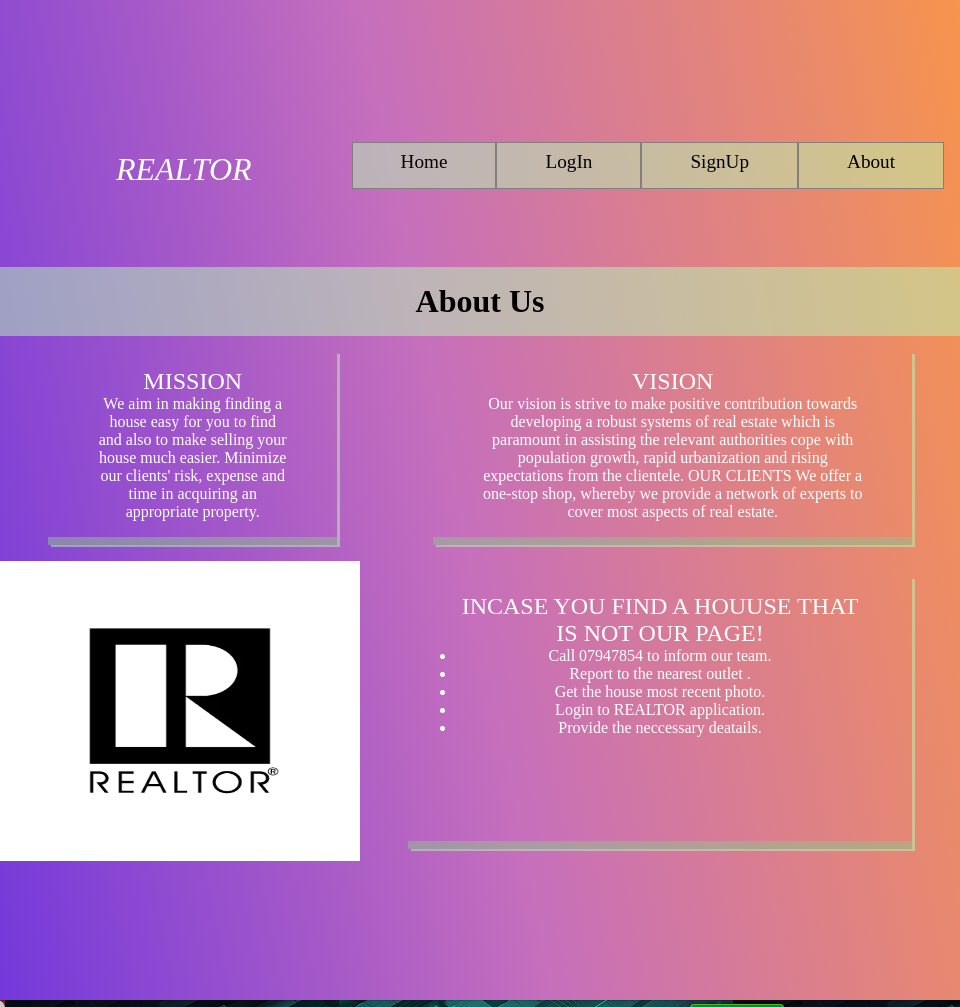 REALTOR
Home
LogIn
SignUp
About
About Us
MISSION
We aim in making finding a
house easy for you to find
and also to make selling your
house much easier. Minimize
our clients' risk, expense and
time in acquiring an
appropriate property.
VISION
Our vision is strive to make positive contribution towards
developing a robust systems of real estate which is
paramount in assisting the relevant authorities cope with
population growth, rapid urbanization and rising
expectations from the clientele. OUR CLIENTS We offer a
one-stop shop, whereby we provide a network of experts to
cover most aspects of real estate.
R
REALTOR®
INCASE YOU FIND A HOUUSE THAT
IS NOT OUR PAGE!
Call 07947854 to inform our team.
Report to the nearest outlet .
Get the house most recent photo.
Login to REALTOR application.
Provide the neccessary deatails.